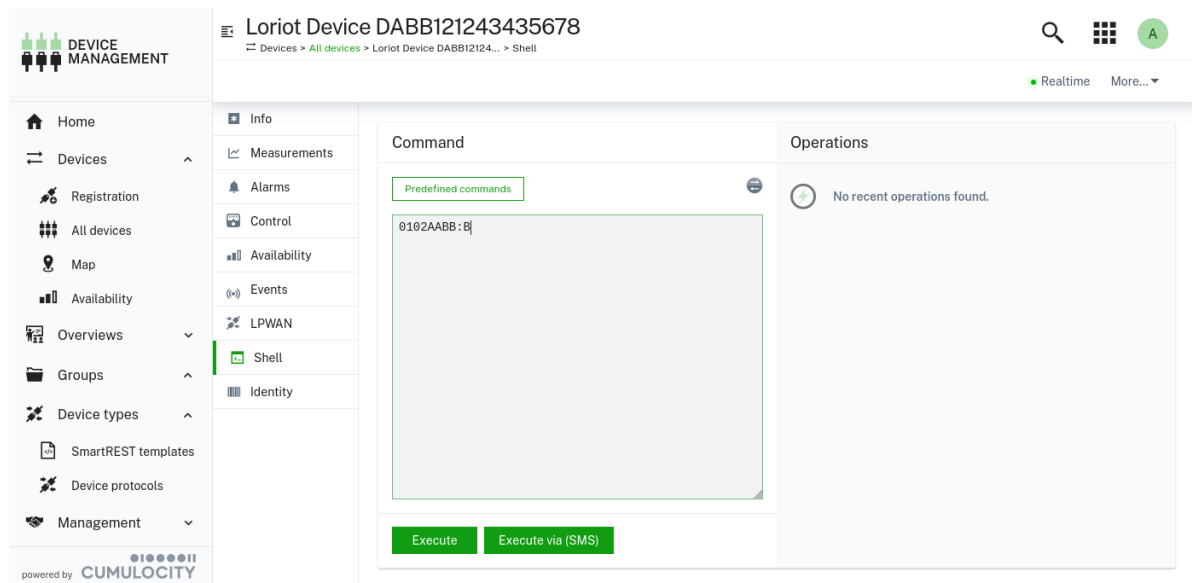 DEVICE
MANAGEMENT
Home
Devices
Registration
All devices
Map
Availability
Overviews
Groups
Device types
SmartREST templates
Device protocols
Management
powered by CUMULOCITY
Loriot Device DABB121243435678
Devices > All devices > Loriot Device DABB12124... > Shell
A
Realtime More...
Info
Measurements
Alarms
Control
Availability
Events
LPWAN
Shell
Identity
Command
Predefined commands
0102AABB:B
Execute Execute via (SMS)
Operations
No recent operations found.